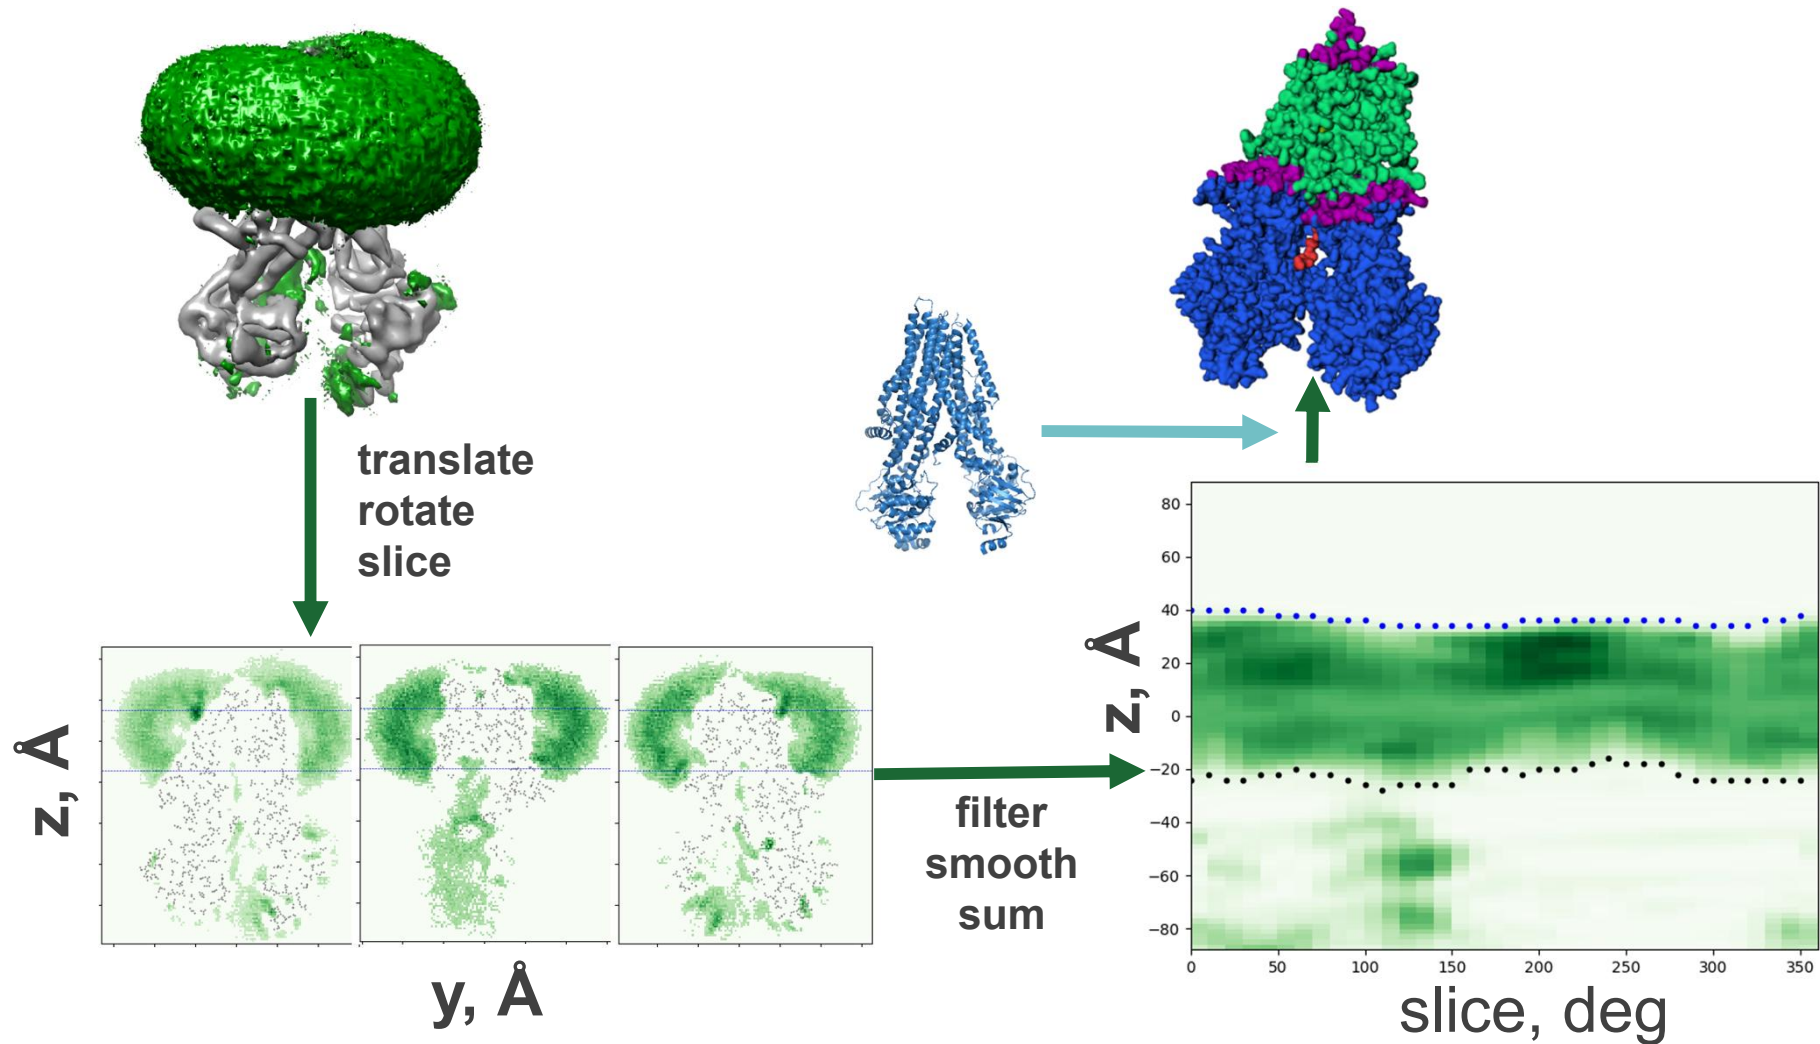 translate
rotate
slice
z, Å
y, Å
filter
smooth
sum
z, Å
80
60
40
20
0
−20
−40
−60
−80
0 50 100 150 200 250 300 350
slice, deg